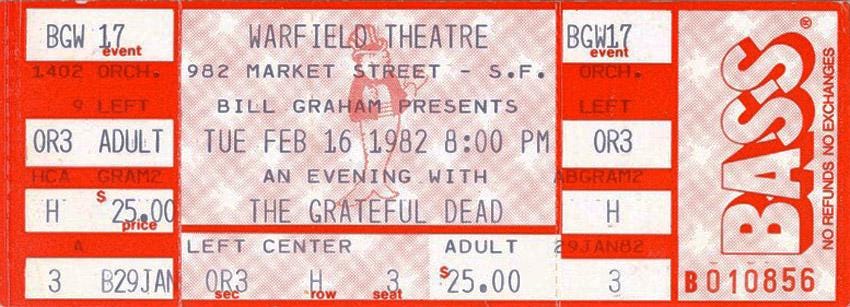 BGW 17 event
1402 ORCH.
9 LEFT
OR3 ADULT
HCA GRAM2
H $25.00 price
A
3 B29JAN
WARFIELD THEATRE
982 MARKET STREET - S.F.
BILL GRAHAM PRESENTS
TUE FEB 16 1982 8:00 PM
AN EVENING WITH
THE GRATEFUL DEAD
LEFT CENTER ADULT
OR3 H 3 $25.00
sec row seat
BGW17
event
ORCH.
LEFT
OR3
ABGRAM2
H
29JAN82
3
BASS®
NO REFUNDS NO EXCHANGES
B010856